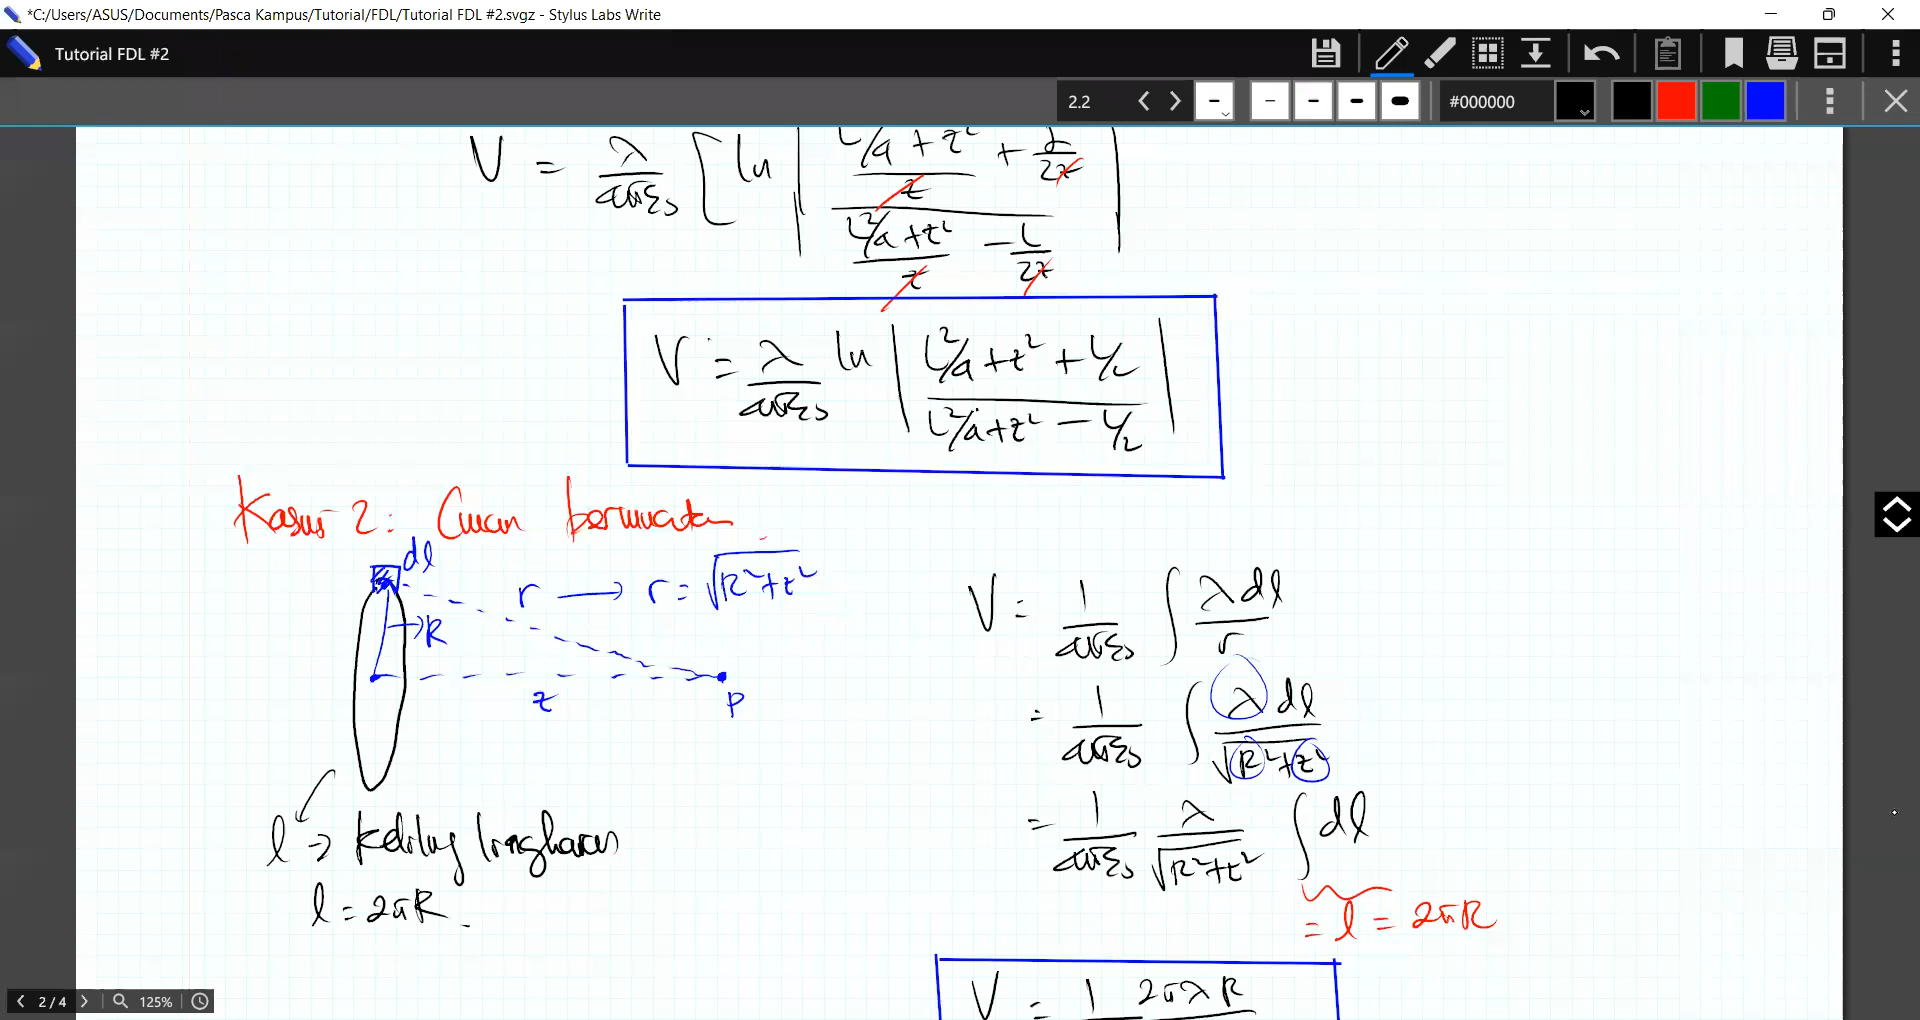 *C:/Users/ASUS/Documents/Pasca Kampus/Tutorial/FDL/Tutorial FDL #2.svgz - Stylus Labs Write
Tutorial FDL #2
2.2
#000000
V = λ/4πε₀ [ ln | (L²/4 + z²)/z + L/2z
(L²/4 + z²)/z − L/2z |
V = λ/4πε₀ ln | (L²/4 + z² + L/2) / (L²/4 + z² − L/2) |
Kasus 2: Cincin bermuatan
dl
r → r = √R²+z²
→R
z
P
l → Keliling lingkaran
l = 2πR
V = 1/4πε₀ ∫ λ dl / r
= 1/4πε₀ ∫ λ dl / √R²+z²
= 1/4πε₀ λ/√R²+z² ∫ dl
= l = 2πR
V = 1 2πλR
2 / 4
125%